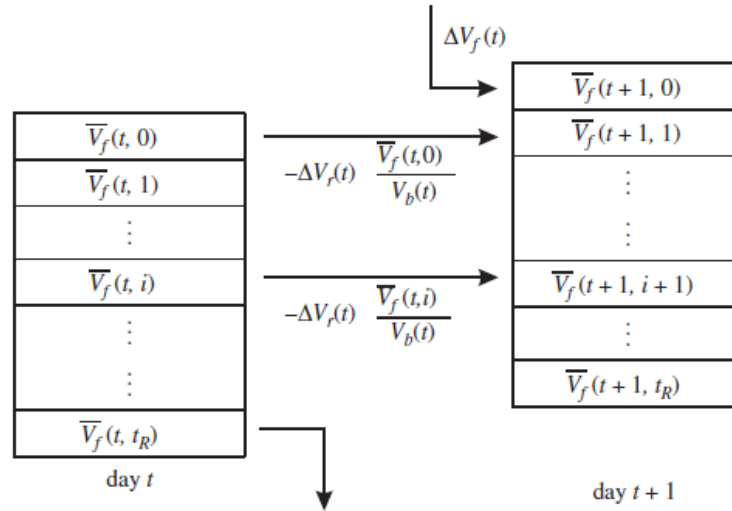 ΔV_f(t)
V̅_f(t + 1, 0)
V̅_f(t, 0)
V̅_f(t + 1, 1)
−ΔV_r(t) V̅_f(t,0)/V_b(t)
V̅_f(t, 1)
⋮
⋮
⋮
V̅_f(t, i)
V̅_f(t + 1, i + 1)
−ΔV_r(t) V̅_f(t,i)/V_b(t)
⋮
⋮
⋮
V̅_f(t + 1, t_R)
V̅_f(t, t_R)
day t
day t + 1